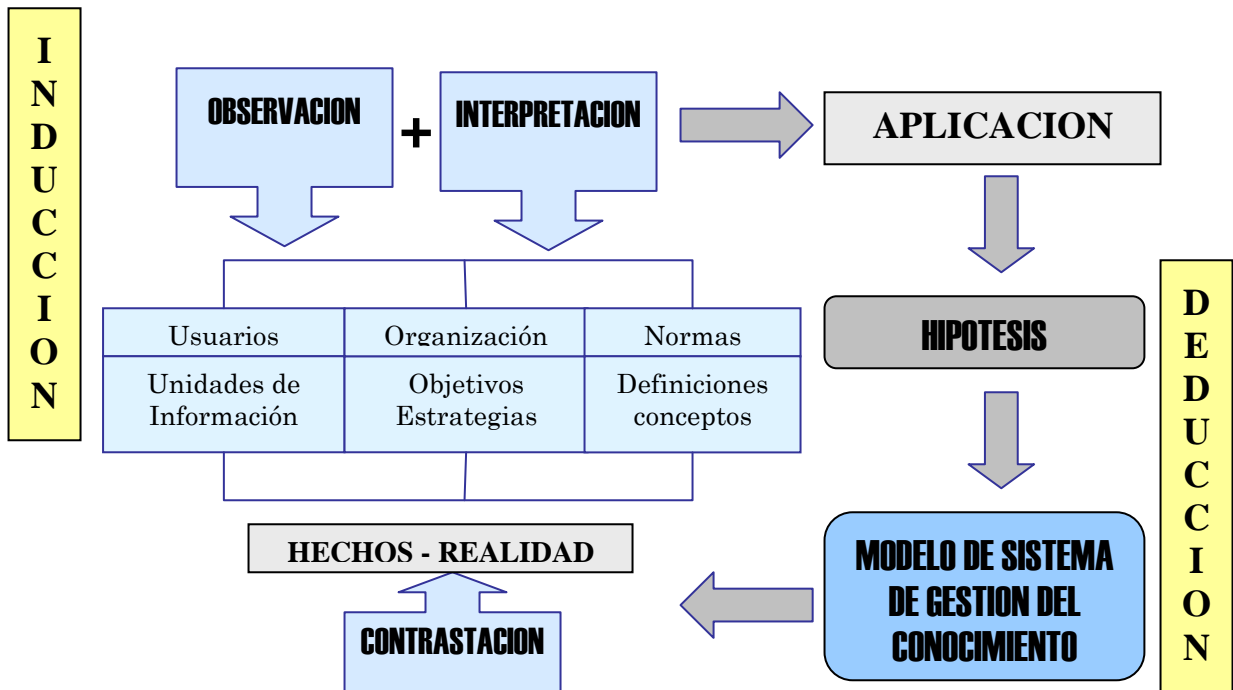 INDUCCION
OBSERVACION
+
INTERPRETACION
APLICACION
Usuarios
Organización
Normas
Unidades de
Información
Objetivos
Estrategias
Definiciones
conceptos
HIPOTESIS
HECHOS - REALIDAD
CONTRASTACION
MODELO DE SISTEMA
DE GESTION DEL
CONOCIMIENTO
DEDUCCION